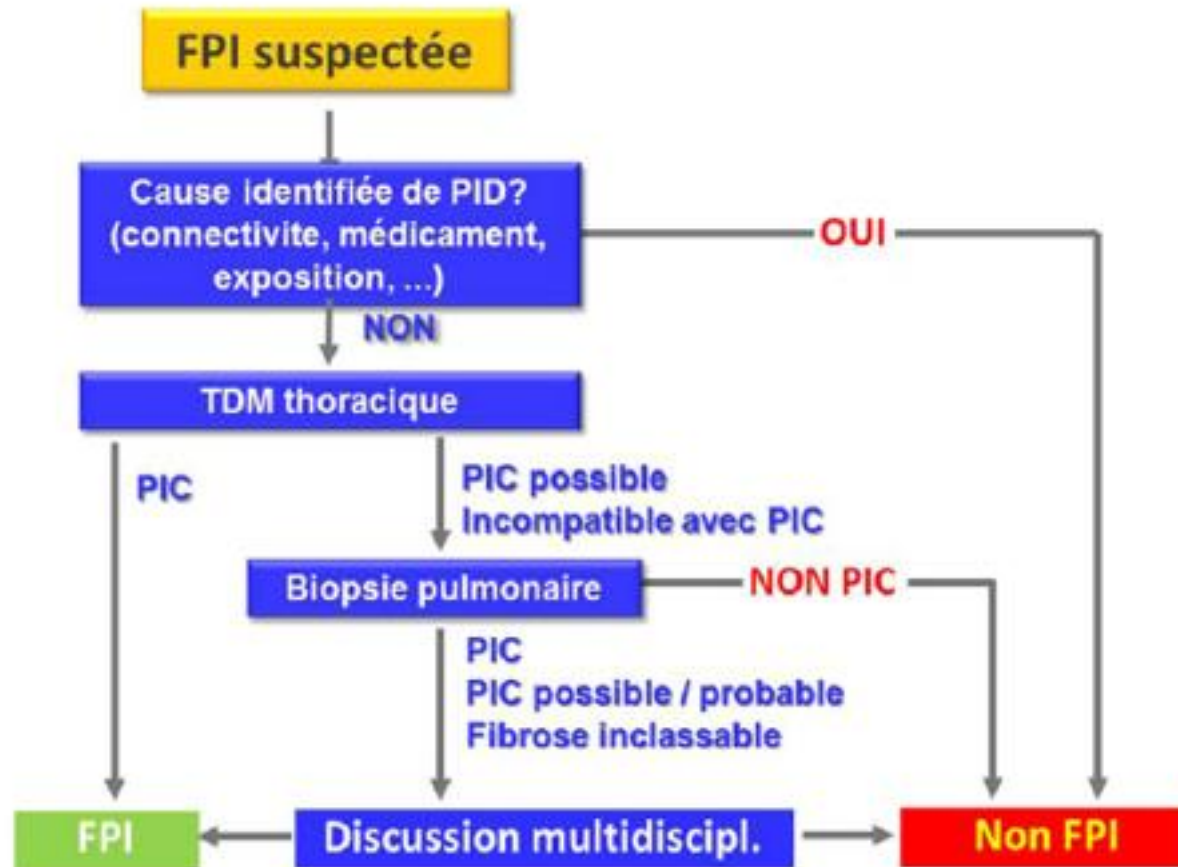 FPI suspectée
Cause identifiée de PID?
(connectivite, médicament,
exposition, ...)
OUI
NON
TDM thoracique
PIC
PIC possible
Incompatible avec PIC
Biopsie pulmonaire
NON PIC
PIC
PIC possible / probable
Fibrose inclassable
FPI
Discussion multidiscipl.
Non FPI